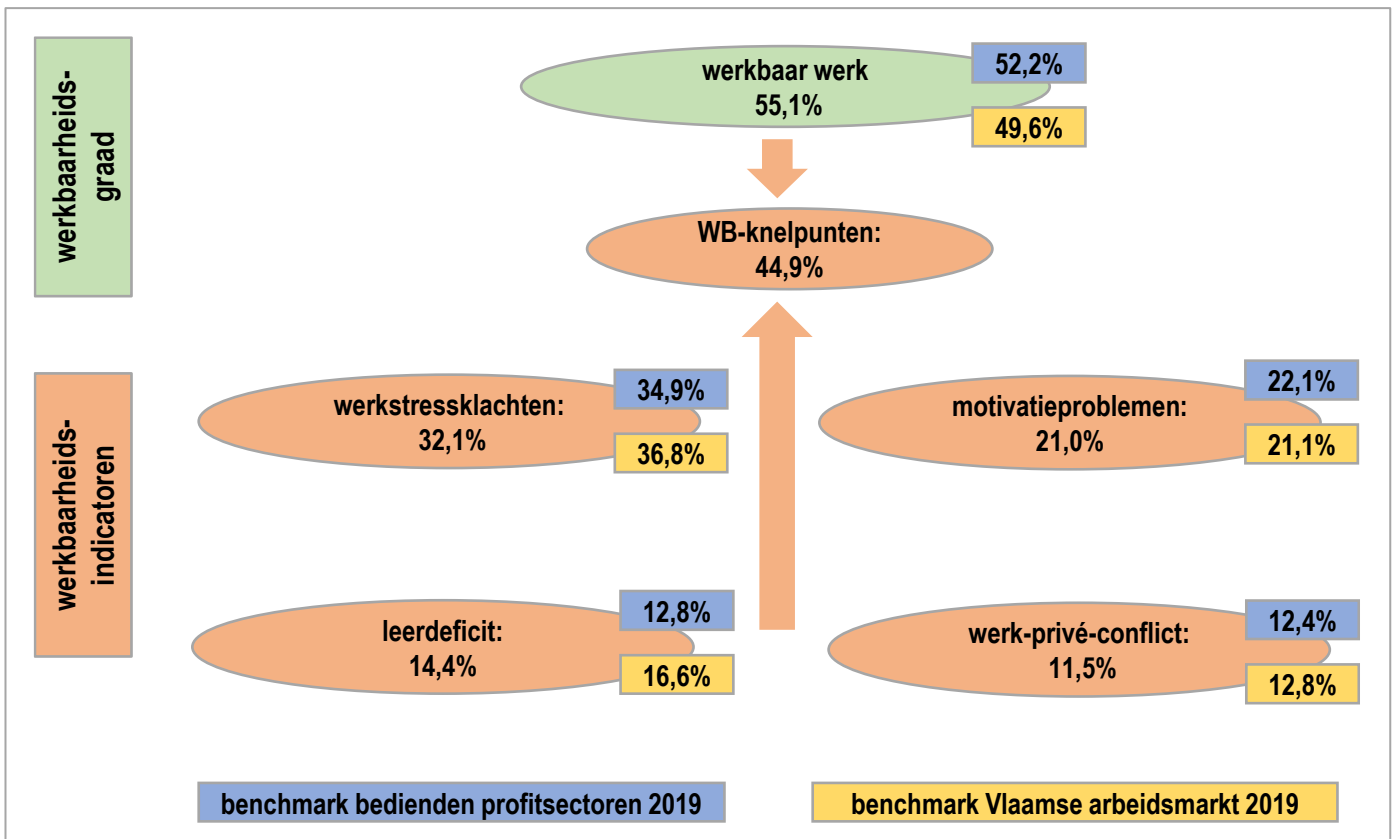 werkbaarheids-
graad
werkbaar werk
55,1%
52,2%
49,6%
WB-knelpunten:
44,9%
werkbaarheids-
indicatoren
werkstressklachten:
32,1%
34,9%
36,8%
motivatieproblemen:
21,0%
22,1%
21,1%
leerdeficit:
14,4%
12,8%
16,6%
werk-privé-conflict:
11,5%
12,4%
12,8%
benchmark bedienden profitsectoren 2019
benchmark Vlaamse arbeidsmarkt 2019